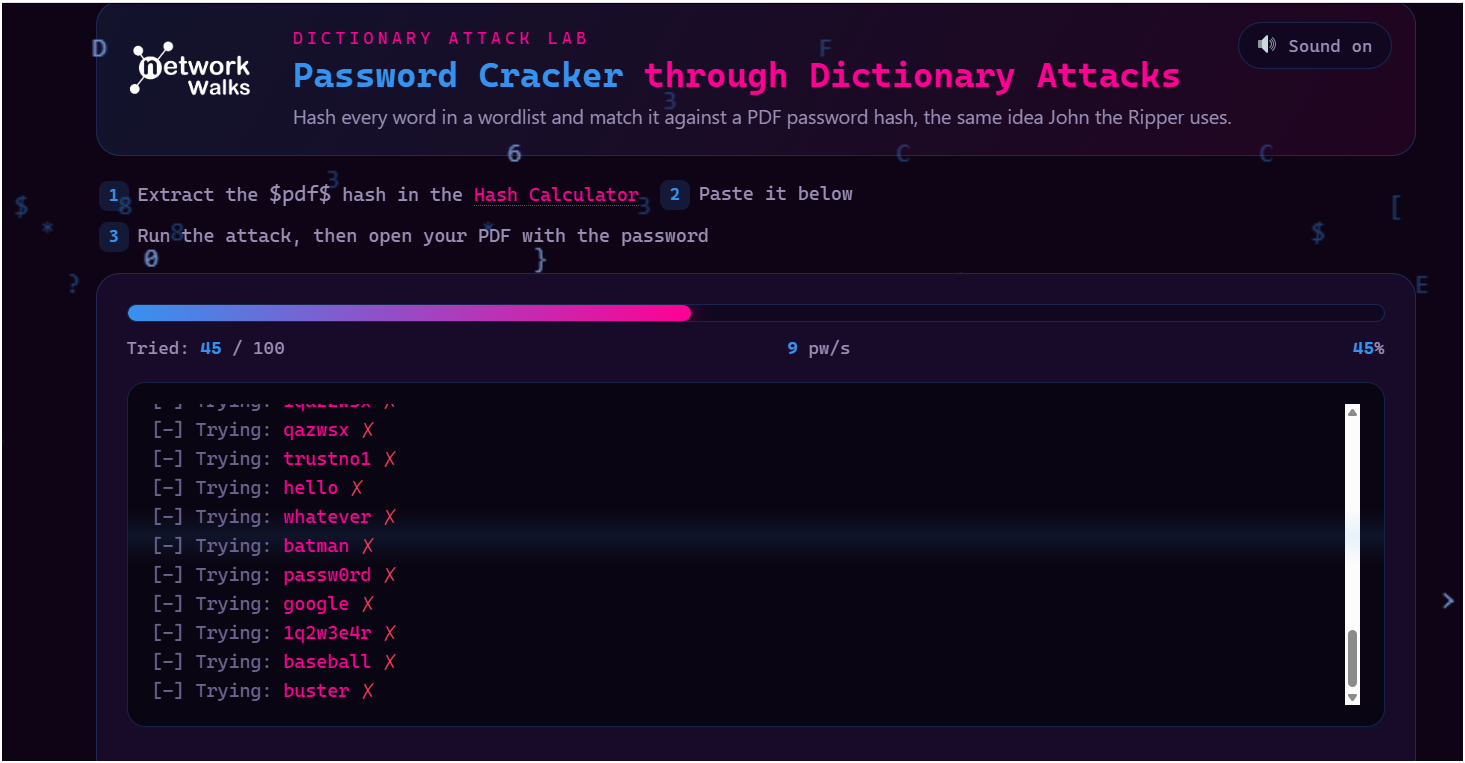 DICTIONARY ATTACK LAB
network
walks
Password Cracker through Dictionary Attacks
Sound on
Hash every word in a wordlist and match it against a PDF password hash, the same idea John the Ripper uses.
1 Extract the $pdf$ hash in the Hash Calculator 2 Paste it below
3 Run the attack, then open your PDF with the password
Tried: 45 / 100 9 pw/s 45%
[-] Trying: qazwsx ✗
[-] Trying: trustno1 ✗
[-] Trying: hello ✗
[-] Trying: whatever ✗
[-] Trying: batman ✗
[-] Trying: passw0rd ✗
[-] Trying: google ✗
[-] Trying: 1q2w3e4r ✗
[-] Trying: baseball ✗
[-] Trying: buster ✗